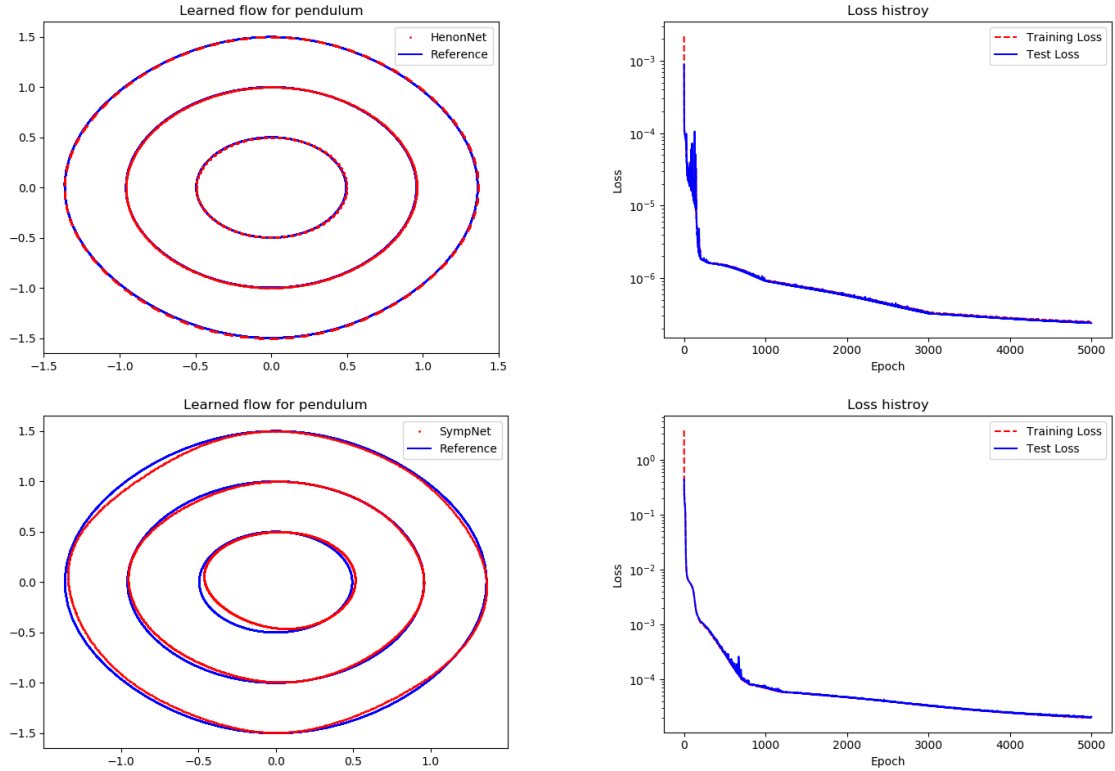 Learned flow for pendulum
HenonNet
Reference
1.5
1.0
0.5
0.0
−0.5
−1.0
−1.5
−1.5 −1.0 −0.5 0.0 0.5 1.0 1.5
Loss histroy
Training Loss
Test Loss
Loss
10⁻³
10⁻⁴
10⁻⁵
10⁻⁶
0 1000 2000 3000 4000 5000
Epoch
Learned flow for pendulum
SympNet
Reference
1.5
1.0
0.5
0.0
−0.5
−1.0
−1.5
−1.0 −0.5 0.0 0.5 1.0
Loss histroy
Training Loss
Test Loss
Loss
10⁰
10⁻¹
10⁻²
10⁻³
10⁻⁴
0 1000 2000 3000 4000 5000
Epoch